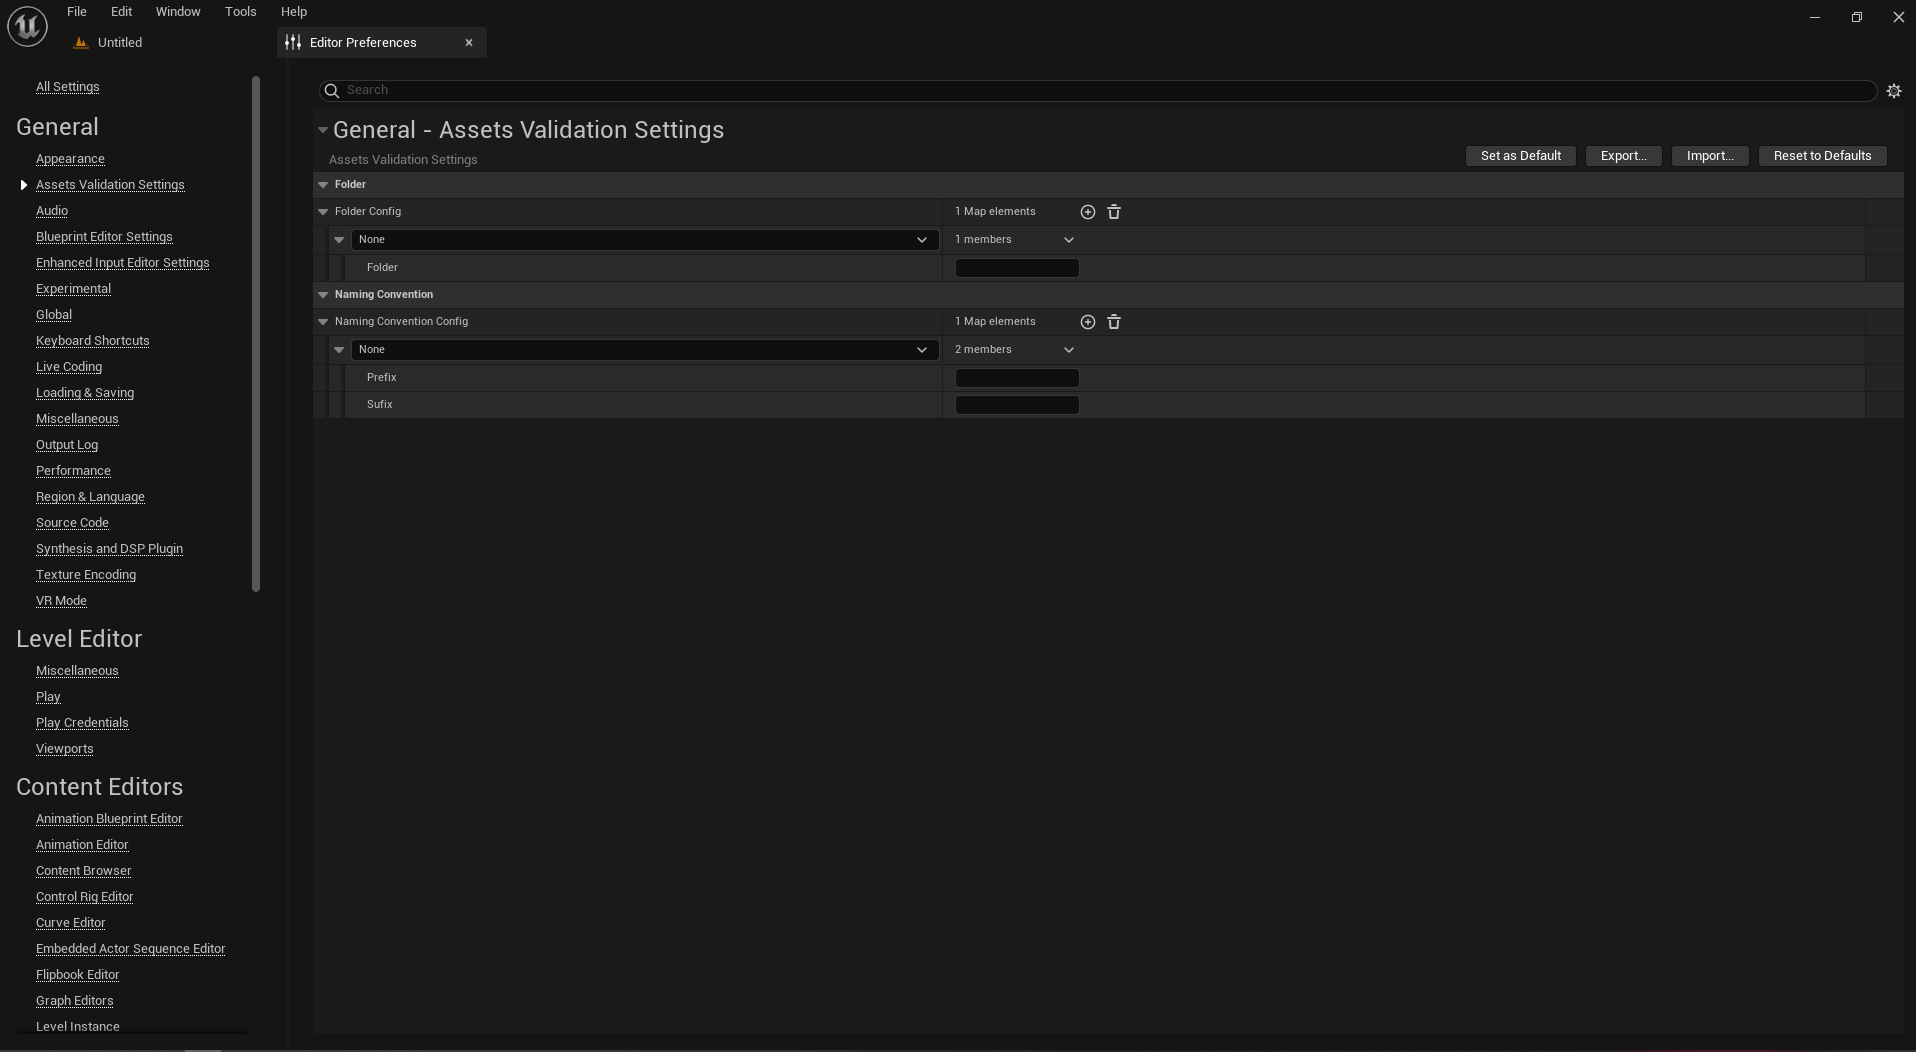 File Edit Window Tools Help
Untitled
Editor Preferences
All Settings
General
Appearance
Assets Validation Settings
Audio
Blueprint Editor Settings
Enhanced Input Editor Settings
Experimental
Global
Keyboard Shortcuts
Live Coding
Loading & Saving
Miscellaneous
Output Log
Performance
Region & Language
Source Code
Synthesis and DSP Plugin
Texture Encoding
VR Mode
Level Editor
Miscellaneous
Play
Play Credentials
Viewports
Content Editors
Animation Blueprint Editor
Animation Editor
Content Browser
Control Rig Editor
Curve Editor
Embedded Actor Sequence Editor
Flipbook Editor
Graph Editors
Level Instance
Search
General - Assets Validation Settings
Assets Validation Settings
Set as Default Export... Import... Reset to Defaults
Folder
Folder Config 1 Map elements
None 1 members
Folder
Naming Convention
Naming Convention Config 1 Map elements
None 2 members
Prefix
Sufix